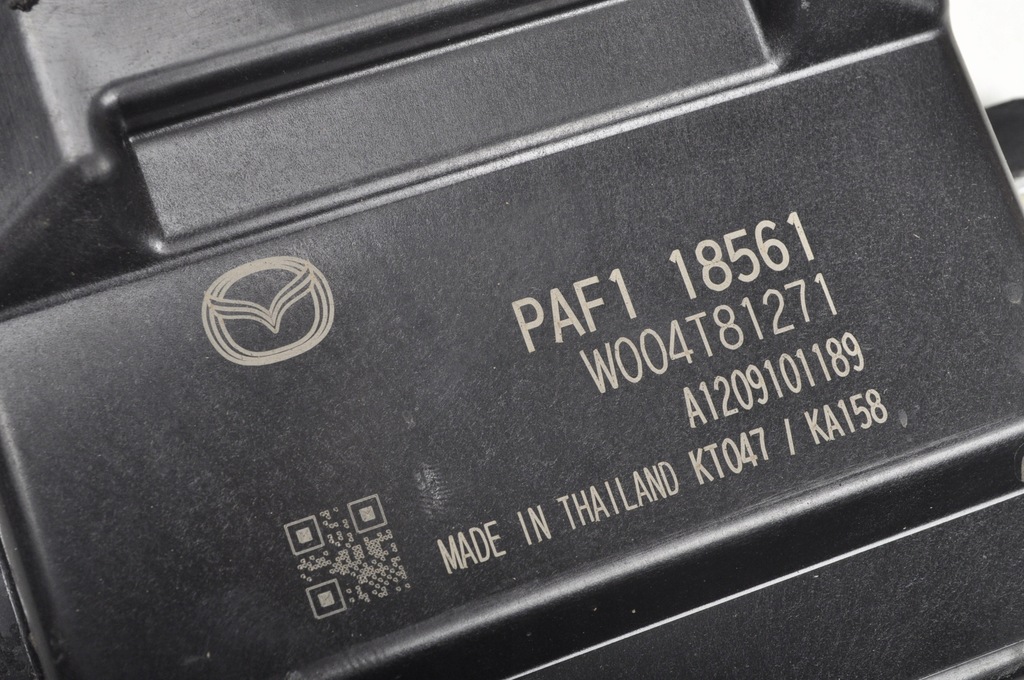 PAF1 18561
W004T81271
A1209101189
MADE IN THAILAND KT047 / KA158